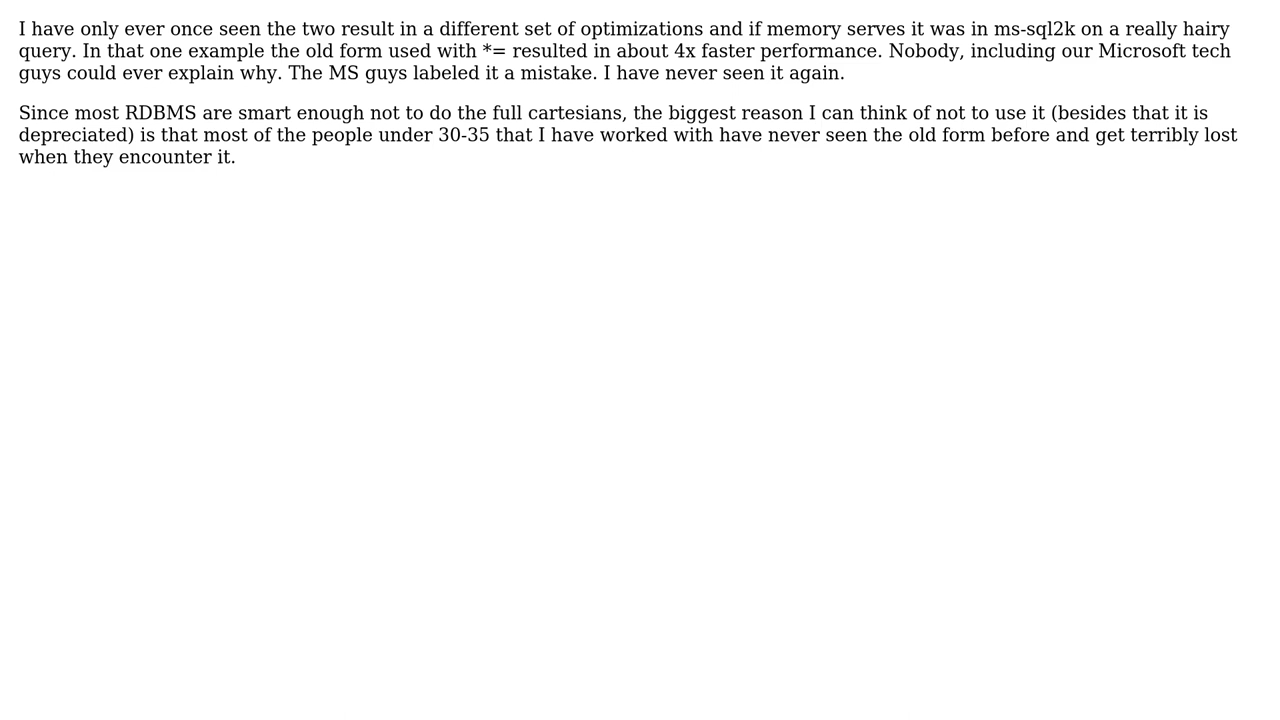 I have only ever once seen the two result in a different set of optimizations and if memory serves it was in ms-sql2k on a really hairy
query. In that one example the old form used with *= resulted in about 4x faster performance. Nobody, including our Microsoft tech
guys could ever explain why. The MS guys labeled it a mistake. I have never seen it again.
Since most RDBMS are smart enough not to do the full cartesians, the biggest reason I can think of not to use it (besides that it is
depreciated) is that most of the people under 30-35 that I have worked with have never seen the old form before and get terribly lost
when they encounter it.